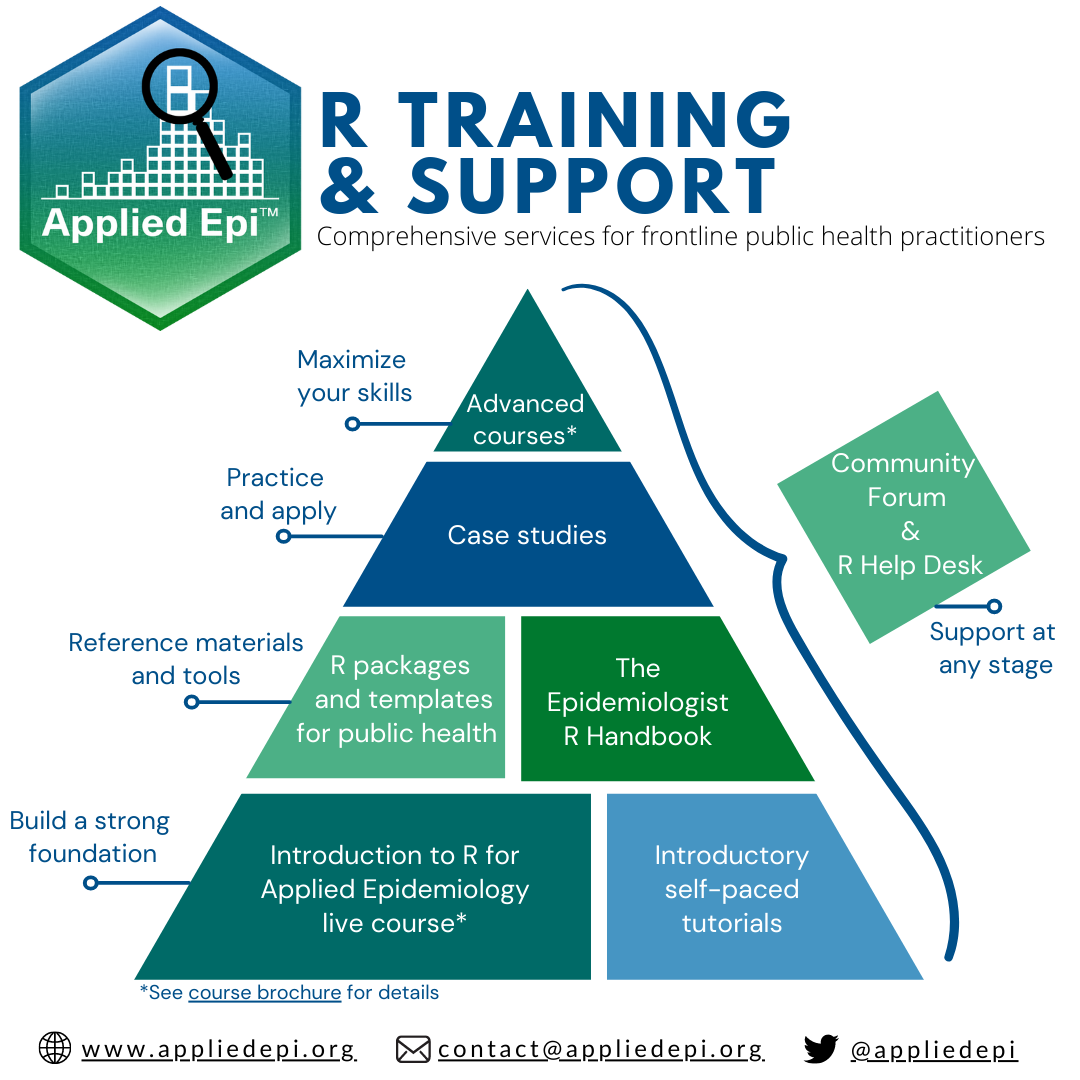 Applied Epi™
R TRAINING
& SUPPORT
Comprehensive services for frontline public health practitioners
Maximize
your skills
Advanced
courses*
Practice
and apply
Case studies
Community
Forum
&
R Help Desk
Support at
any stage
Reference materials
and tools
R packages
and templates
for public health
The
Epidemiologist
R Handbook
Build a strong
foundation
Introduction to R for
Applied Epidemiology
live course*
Introductory
self-paced
tutorials
*See course brochure for details
www.appliedepi.org
contact@appliedepi.org
@appliedepi